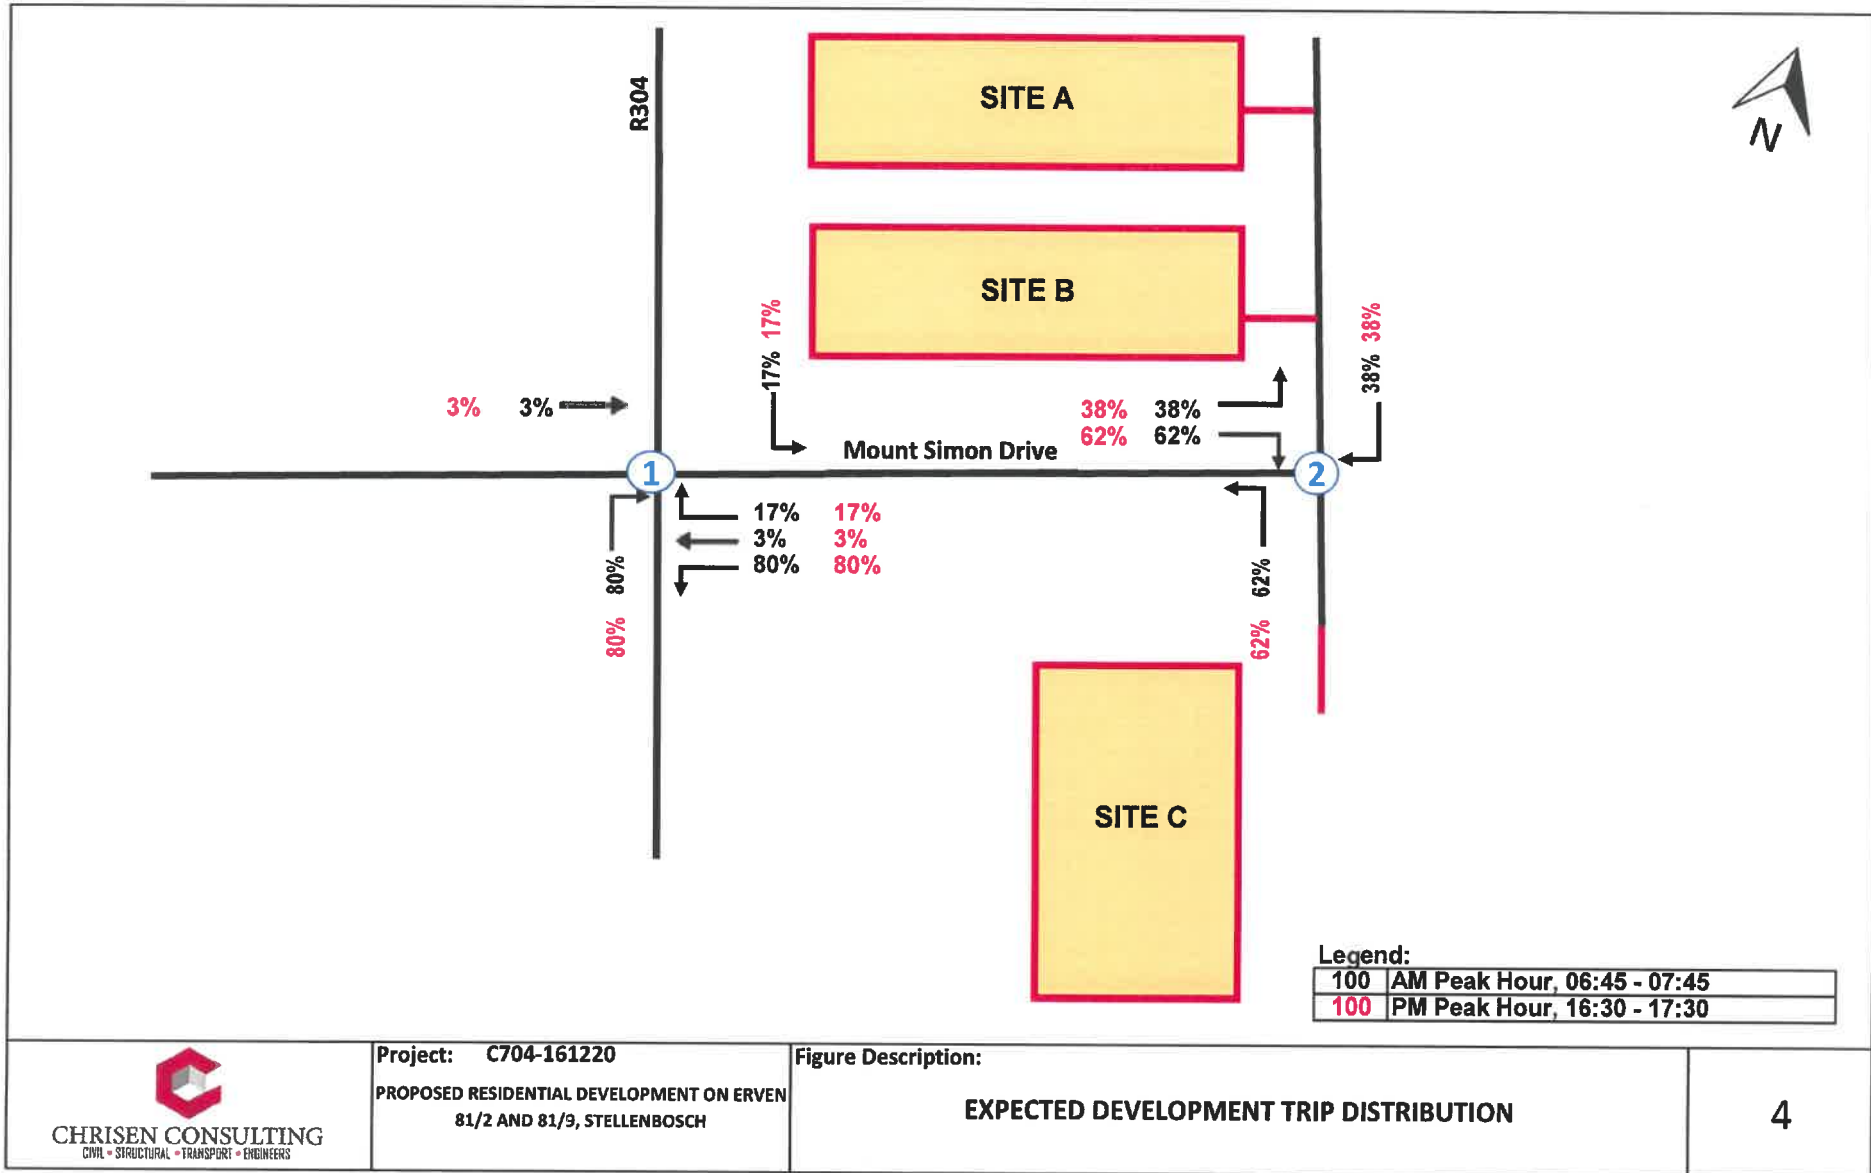 R304
SITE A
N
SITE B
17% 17%
38% 38%
3% 3%
38% 38%
62% 62%
Mount Simon Drive
1
2
17% 17%
3% 3%
80% 80%
80% 80%
62% 62%
SITE C
Legend:
100 AM Peak Hour, 06:45 - 07:45
100 PM Peak Hour, 16:30 - 17:30
CHRISEN CONSULTING
CIVIL • STRUCTURAL • TRANSPORT • ENGINEERS
Project: C704-161220
PROPOSED RESIDENTIAL DEVELOPMENT ON ERVEN
81/2 AND 81/9, STELLENBOSCH
Figure Description:
EXPECTED DEVELOPMENT TRIP DISTRIBUTION
4